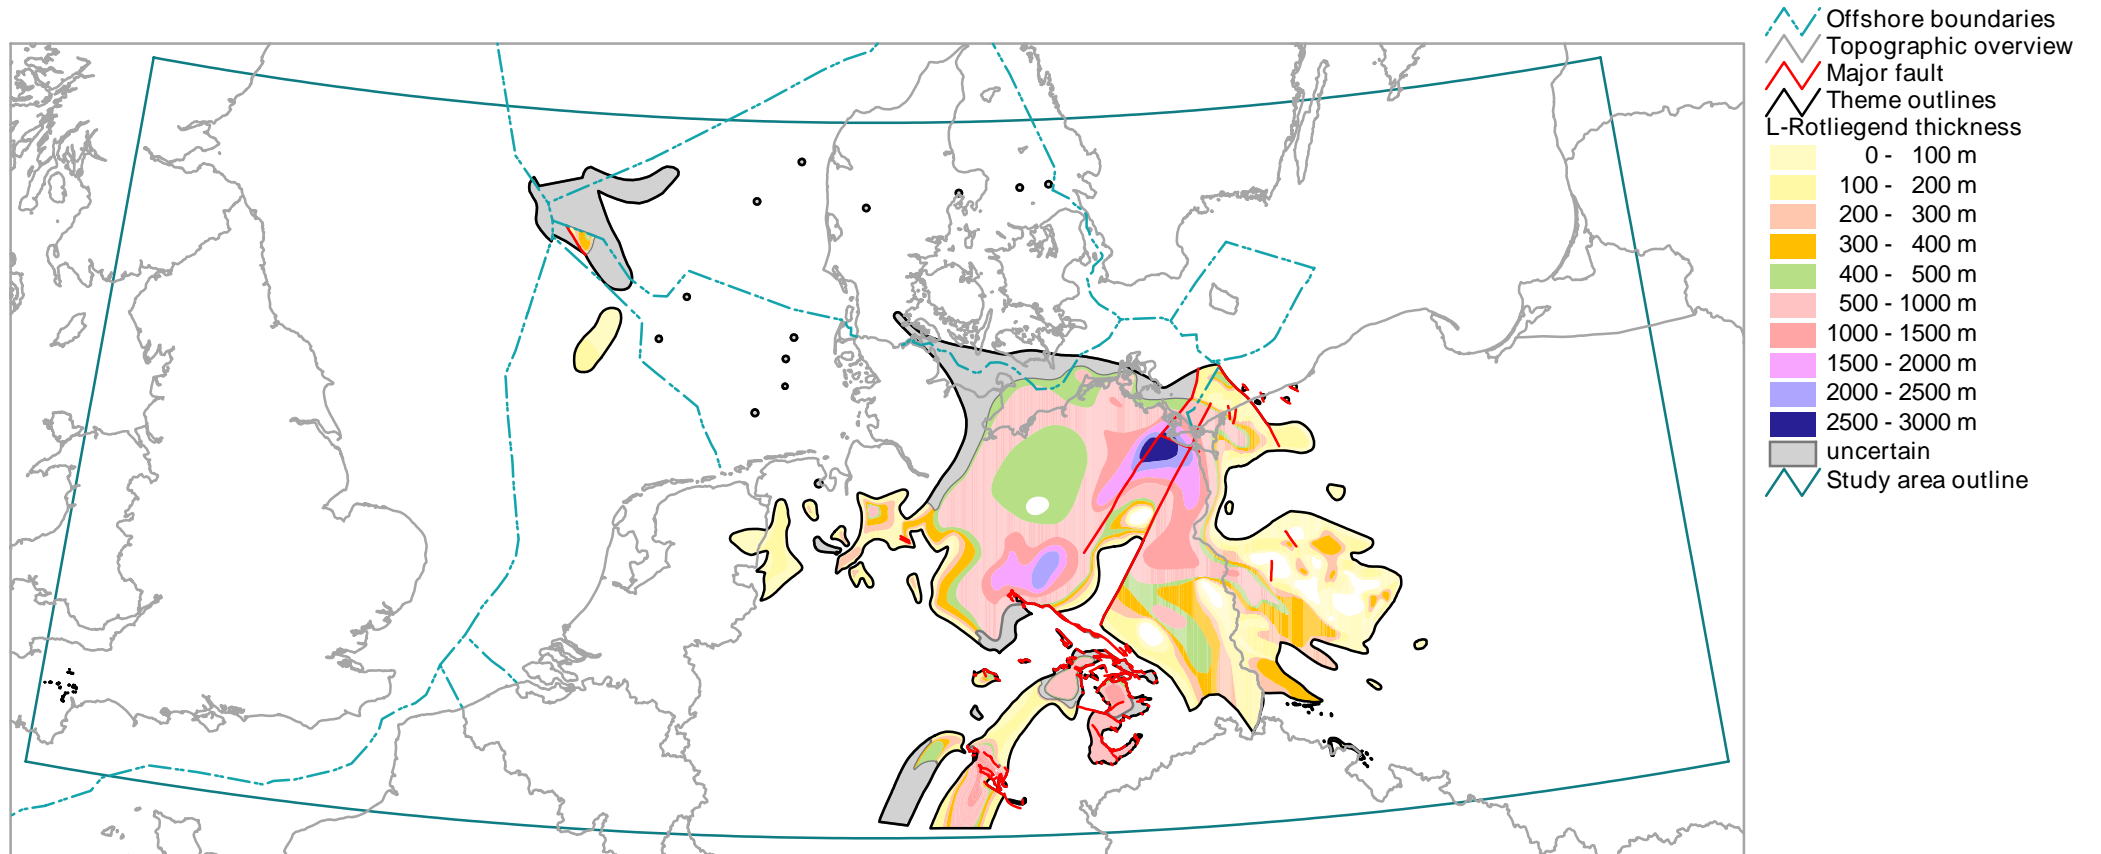 Offshore boundaries
Topographic overview
Major fault
Theme outlines
L-Rotliegend thickness
0 - 100 m
100 - 200 m
200 - 300 m
300 - 400 m
400 - 500 m
500 - 1000 m
1000 - 1500 m
1500 - 2000 m
2000 - 2500 m
2500 - 3000 m
uncertain
Study area outline